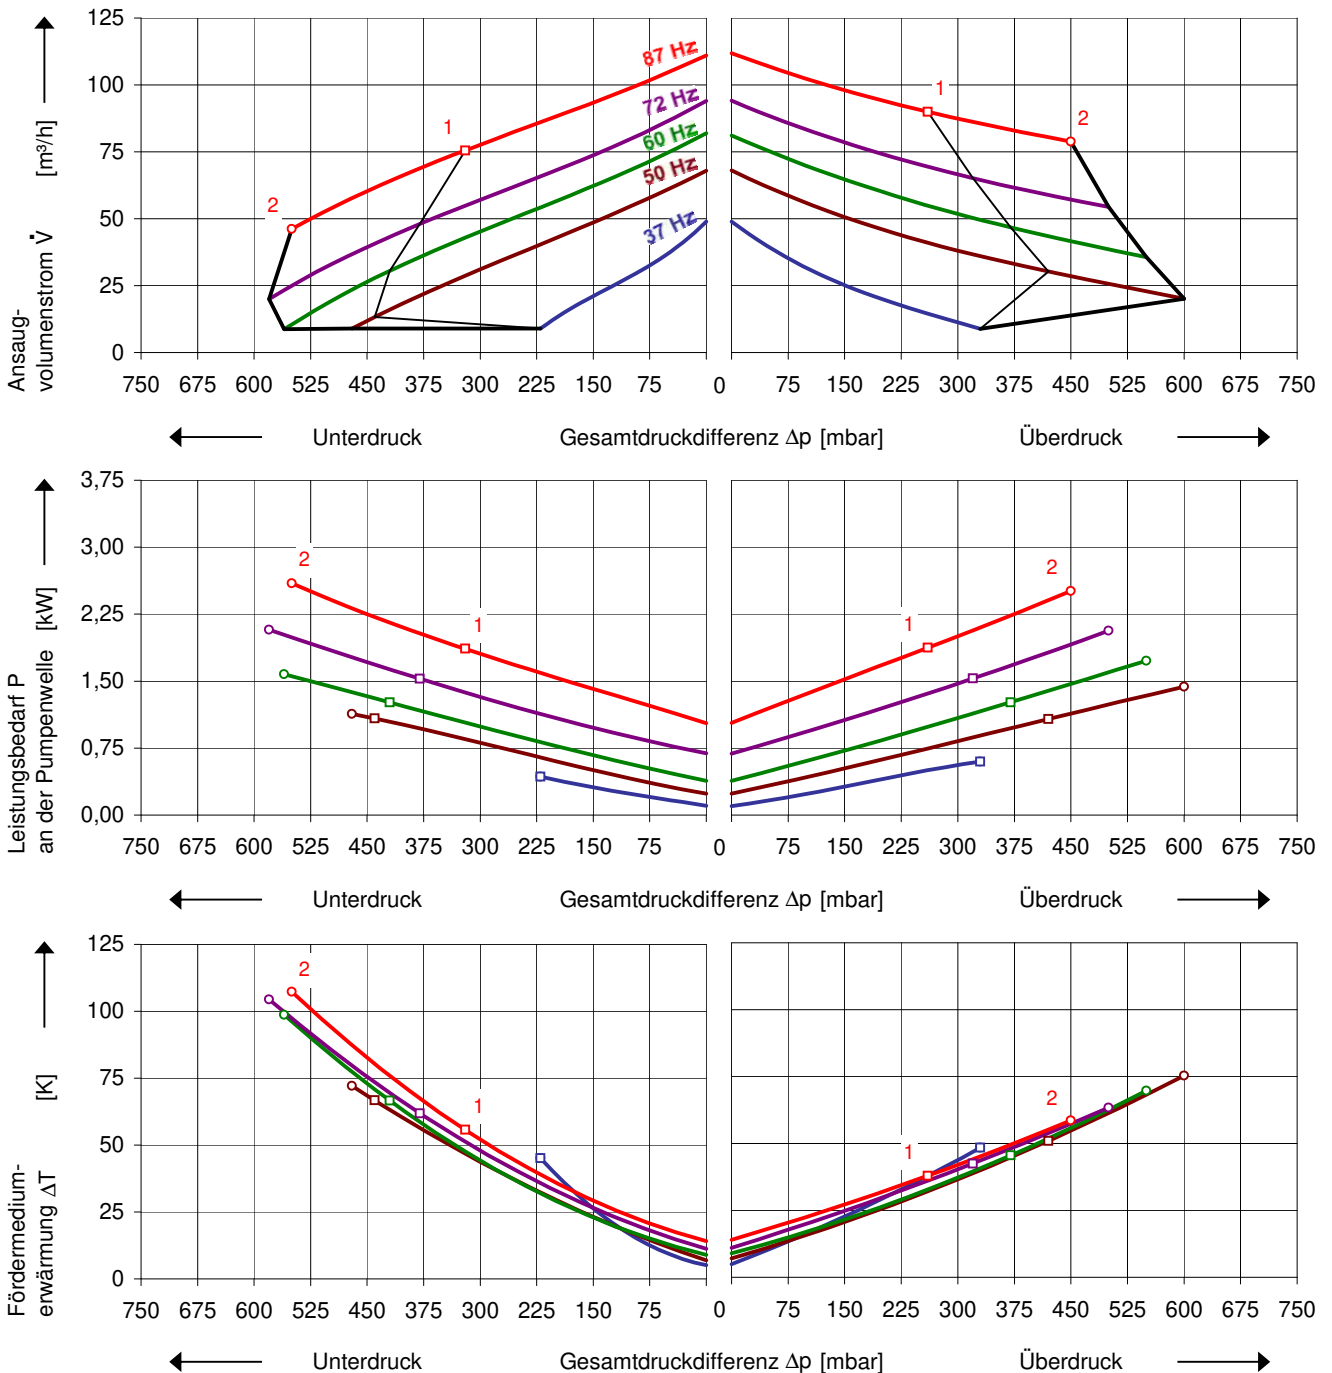 125
100
75
50
25
0
Ansaug-
volumenstrom V̇ [m³/h]
87 Hz
72 Hz
60 Hz
50 Hz
37 Hz
1
2
1
2
750 675 600 525 450 375 300 225 150 75 0 75 150 225 300 375 450 525 600 675 750
Unterdruck Gesamtdruckdifferenz Δp [mbar] Überdruck
3,75
3,00
2,25
1,50
0,75
0,00
Leistungsbedarf P
an der Pumpenwelle [kW]
2
1
1
2
750 675 600 525 450 375 300 225 150 75 0 75 150 225 300 375 450 525 600 675 750
Unterdruck Gesamtdruckdifferenz Δp [mbar] Überdruck
125
100
75
50
25
0
Fördermedium-
erwärmung ΔT [K]
2
1
1
2
750 675 600 525 450 375 300 225 150 75 0 75 150 225 300 375 450 525 600 675 750
Unterdruck Gesamtdruckdifferenz Δp [mbar] Überdruck